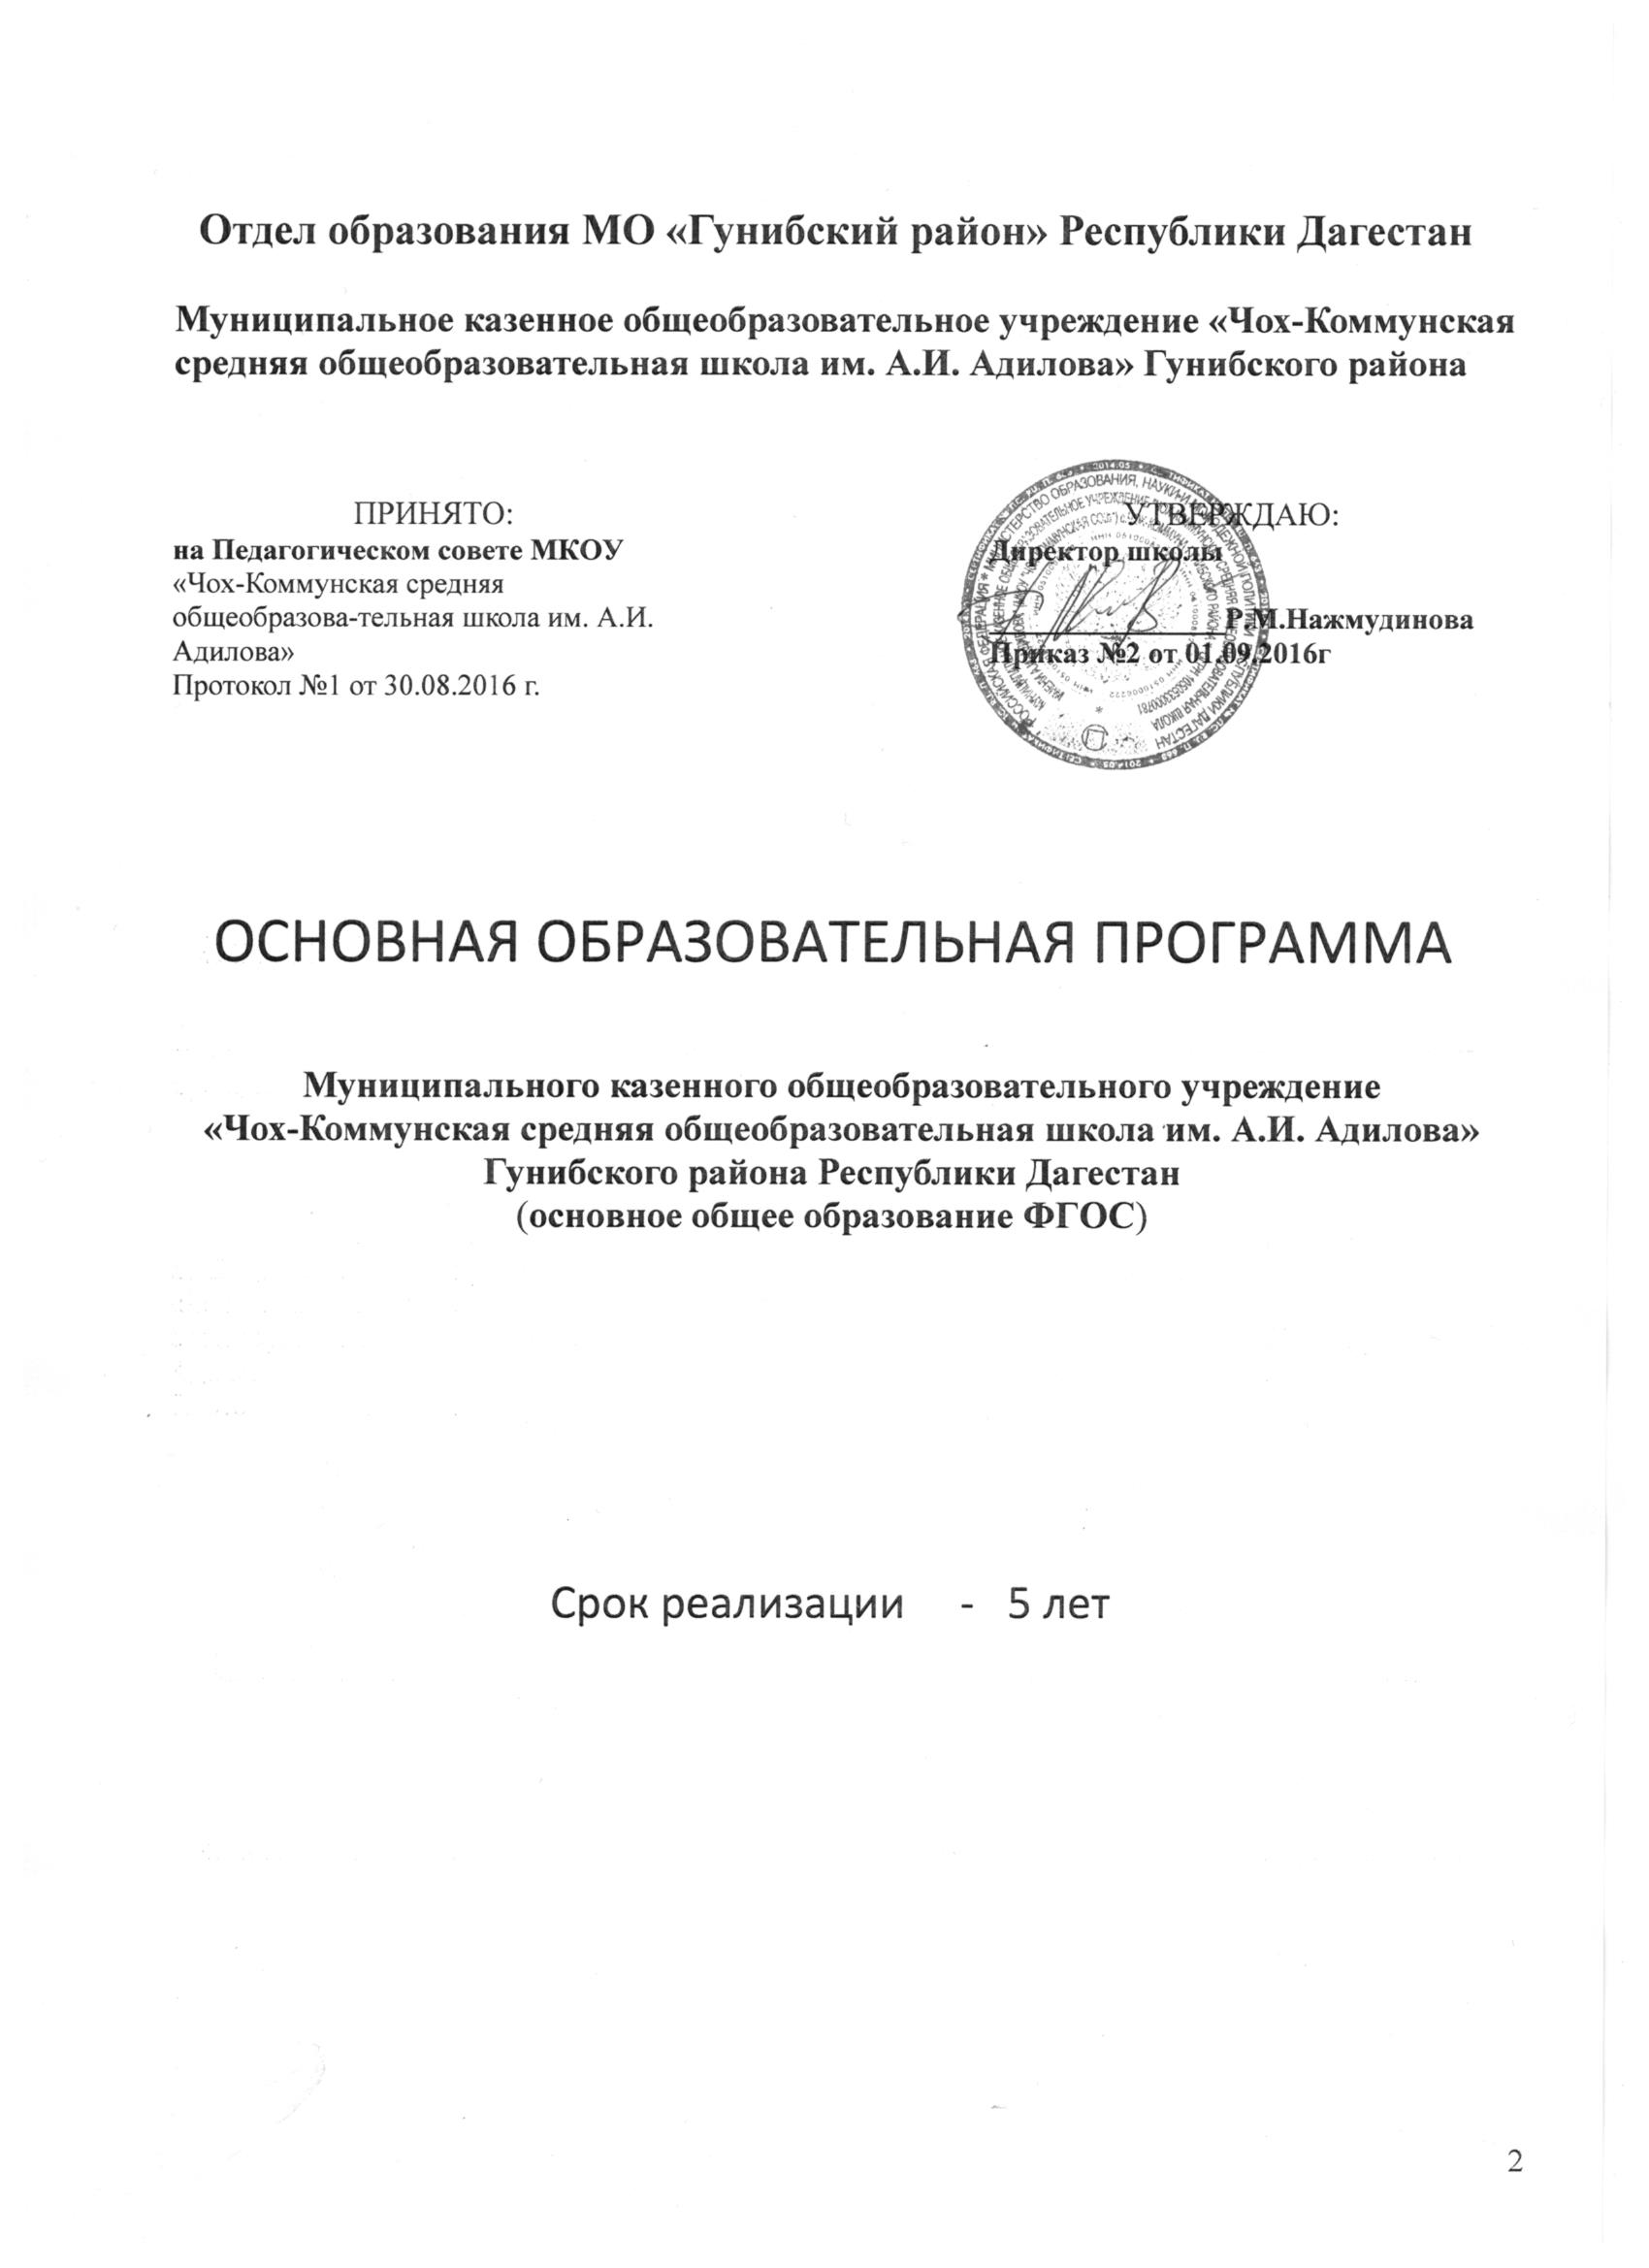 Отдел образования МО «Гунибский район» Республики Дагестан
Муниципальное казенное общеобразовательное учреждение «Чох-Коммунская
средняя общеобразовательная школа им. А.И. Адилова» Гунибского района
ПРИНЯТО:
на Педагогическом совете МКОУ
«Чох-Коммунская средняя
общеобразова-тельная школа им. А.И.
Адилова»
Протокол №1 от 30.08.2016 г.
УТВЕРЖДАЮ:
Директор школы
Р.М.Нажмудинова
Приказ №2 от 01.09.2016г
ОСНОВНАЯ ОБРАЗОВАТЕЛЬНАЯ ПРОГРАММА
Муниципального казенного общеобразовательного учреждение
«Чох-Коммунская средняя общеобразовательная школа им. А.И. Адилова»
Гунибского района Республики Дагестан
(основное общее образование ФГОС)
Срок реализации - 5 лет
2